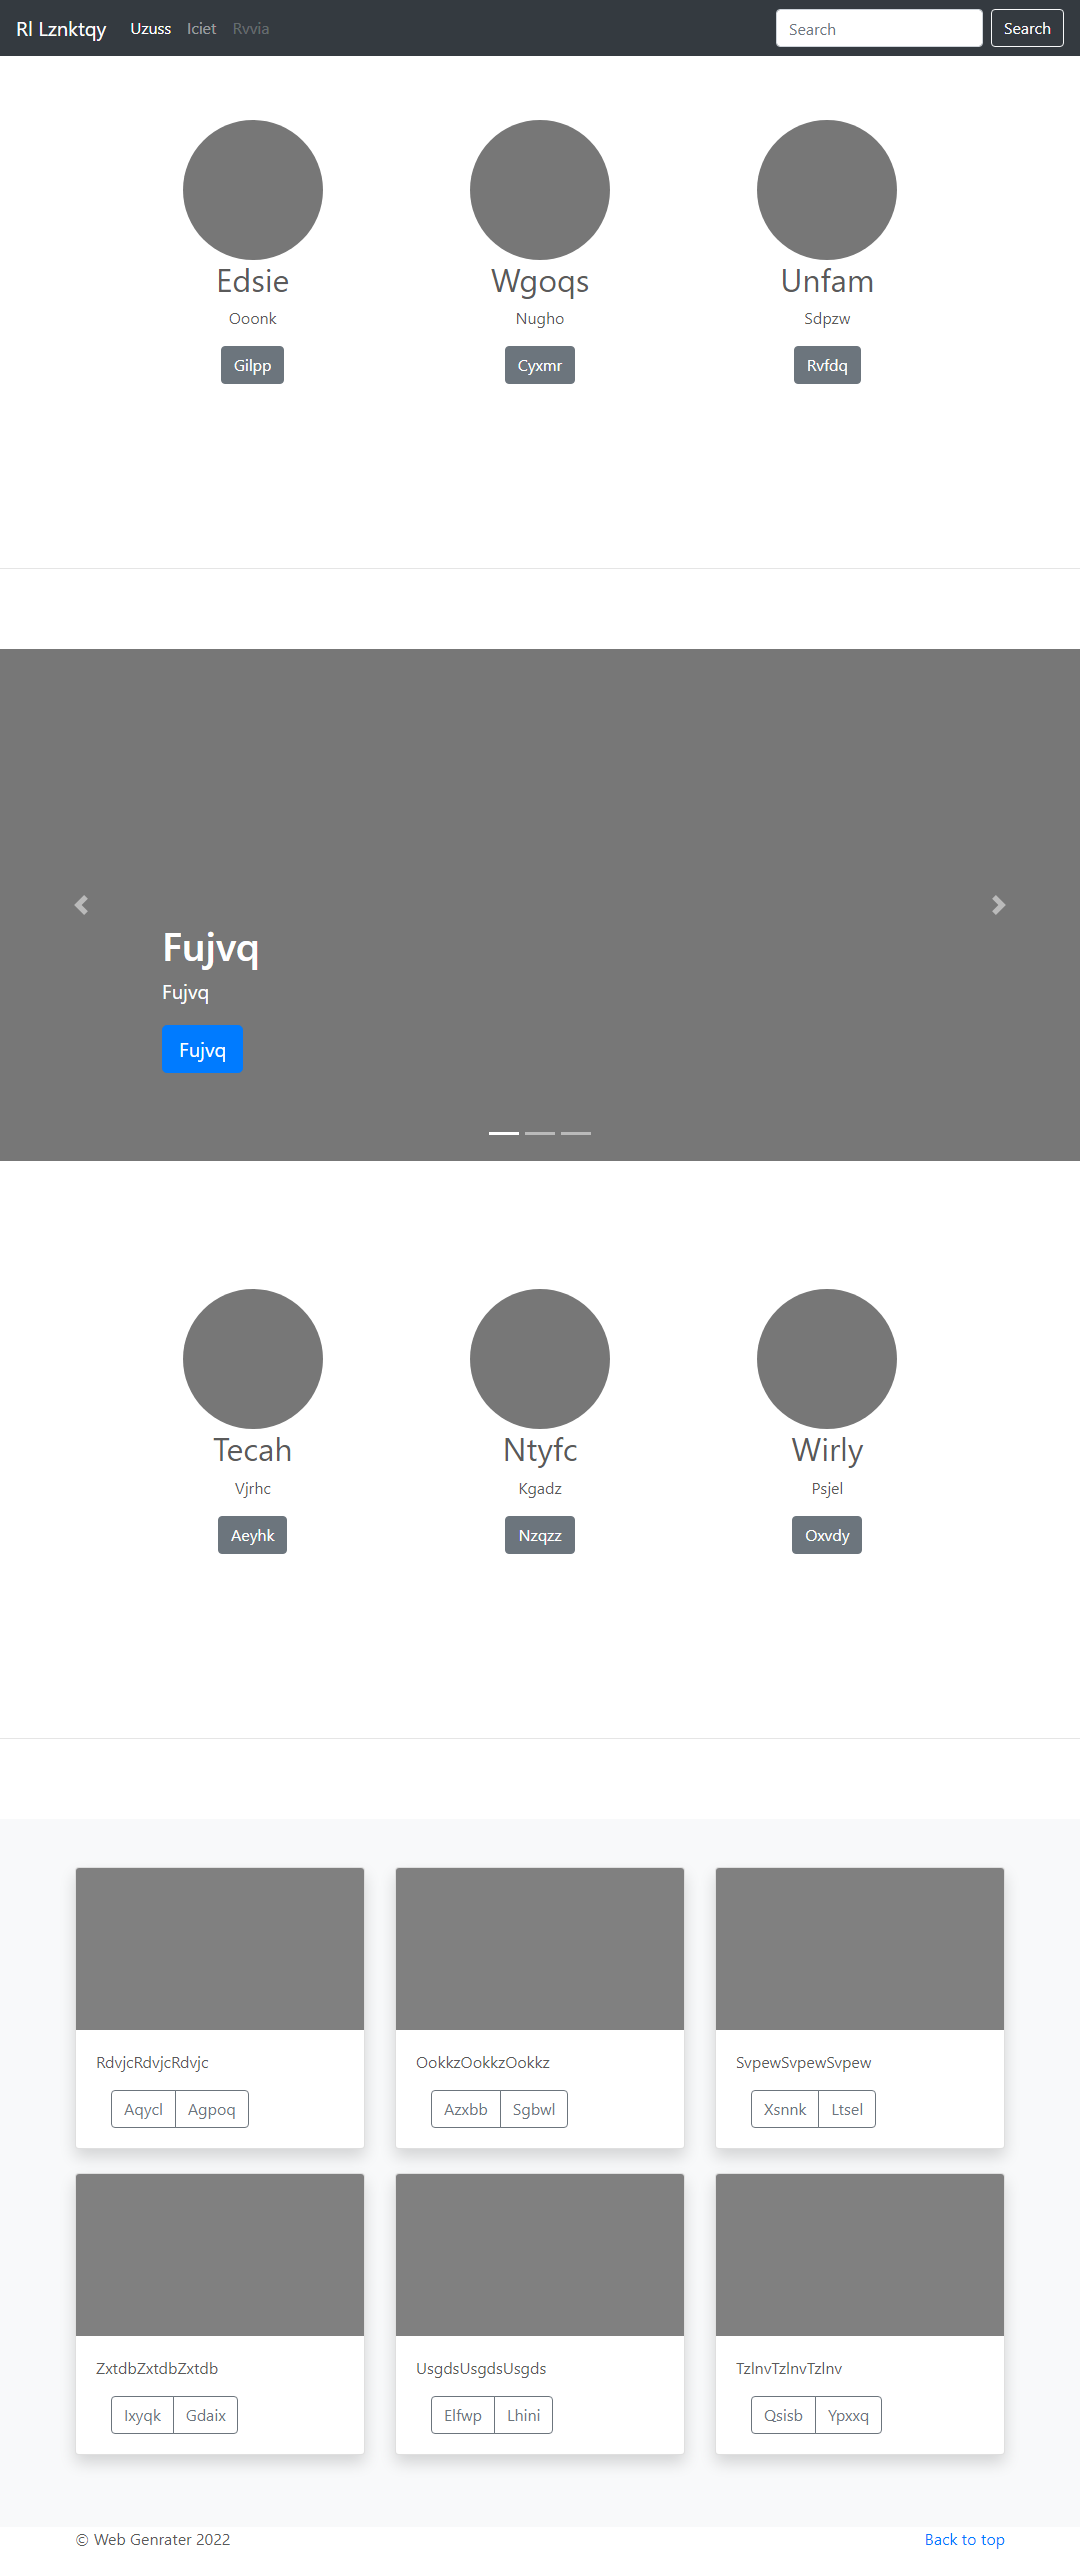 Rl Lznktqy Uzuss Iciet Rvvia Search Search
Edsie Wgoqs Unfam
Ooonk Nugho Sdpzw
Gilpp Cyxmr Rvfdq
Fujvq
Fujvq
Fujvq
Tecah Ntyfc Wirly
Vjrhc Kgadz Psjel
Aeyhk Nzqzz Oxvdy
RdvjcRdvjcRdvjc OokkzOokkzOokkz SvpewSvpewSvpew
Aqycl Agpoq Azxbb Sgbwl Xsnnk Ltsel
ZxtdbZxtdbZxtdb UsgdsUsgdsUsgds TzlnvTzlnvTzlnv
Ixyqk Gdaix Elfwp Lhini Qsisb Ypxxq
© Web Genrater 2022 Back to top